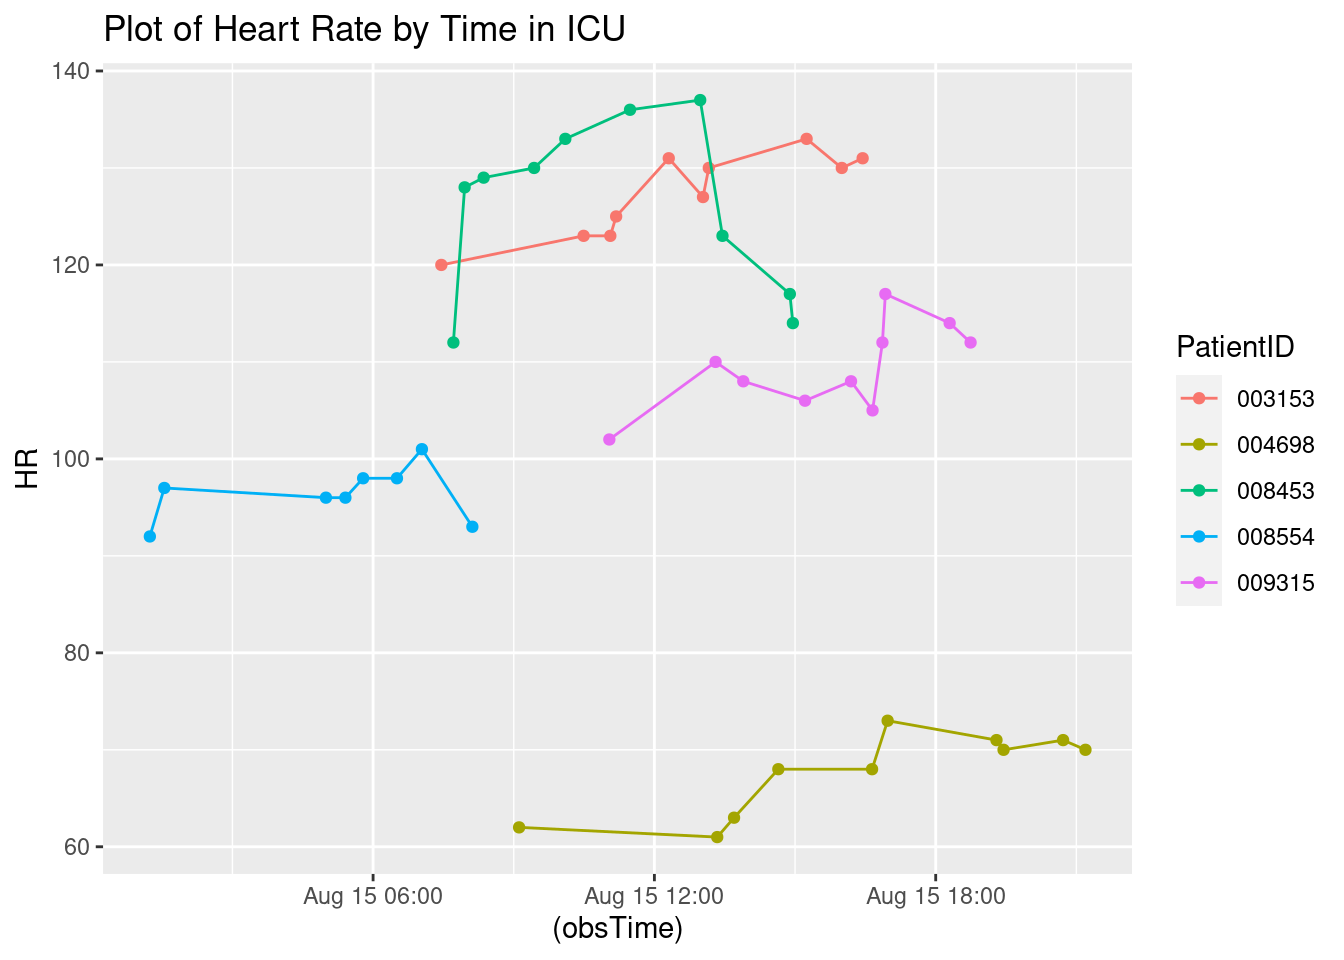 Plot of Heart Rate by Time in ICU
140
120
100
80
60
HR
Aug 15 06:00
Aug 15 12:00
Aug 15 18:00
(obsTime)
PatientID
003153
004698
008453
008554
009315